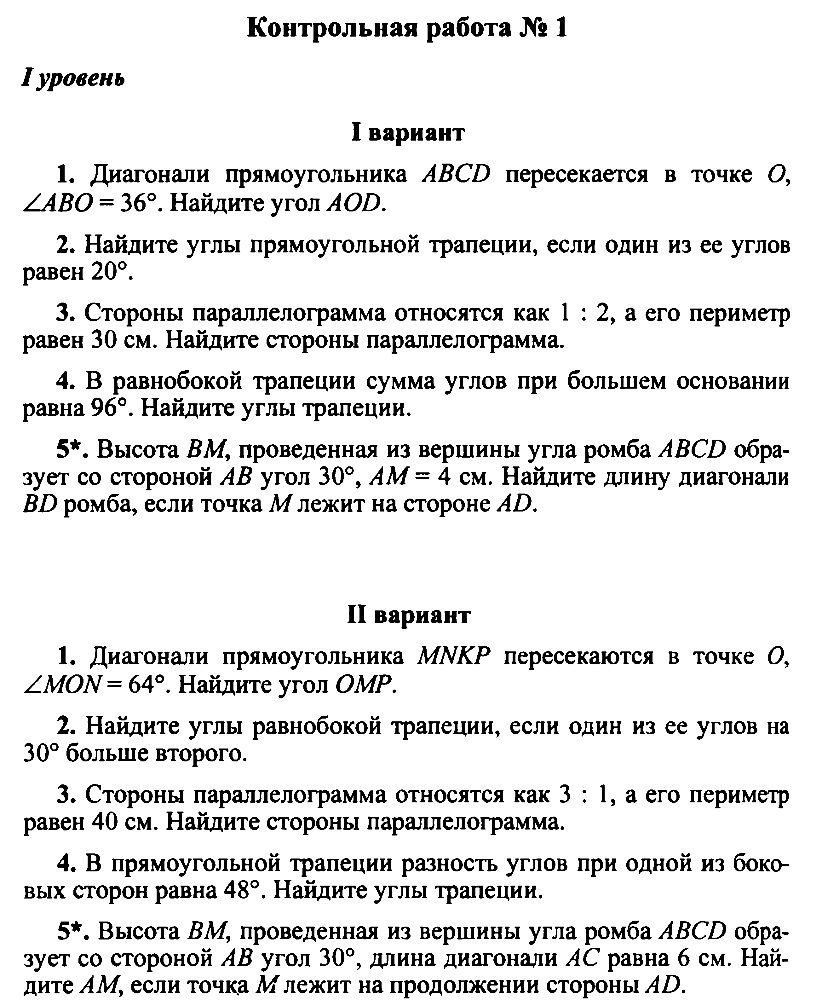 Контрольная работа № 1
I уровень
I вариант
1. Диагонали прямоугольника ABCD пересекается в точке O,
∠ABO = 36°. Найдите угол AOD.
2. Найдите углы прямоугольной трапеции, если один из ее углов
равен 20°.
3. Стороны параллелограмма относятся как 1 : 2, а его периметр
равен 30 см. Найдите стороны параллелограмма.
4. В равнобокой трапеции сумма углов при большем основании
равна 96°. Найдите углы трапеции.
5*. Высота BM, проведенная из вершины угла ромба ABCD обра-
зует со стороной AB угол 30°, AM = 4 см. Найдите длину диагонали
BD ромба, если точка M лежит на стороне AD.
II вариант
1. Диагонали прямоугольника MNKP пересекаются в точке O,
∠MON = 64°. Найдите угол OMP.
2. Найдите углы равнобокой трапеции, если один из ее углов на
30° больше второго.
3. Стороны параллелограмма относятся как 3 : 1, а его периметр
равен 40 см. Найдите стороны параллелограмма.
4. В прямоугольной трапеции разность углов при одной из боко-
вых сторон равна 48°. Найдите углы трапеции.
5*. Высота BM, проведенная из вершины угла ромба ABCD обра-
зует со стороной AB угол 30°, длина диагонали AC равна 6 см. Най-
дите AM, если точка M лежит на продолжении стороны AD.